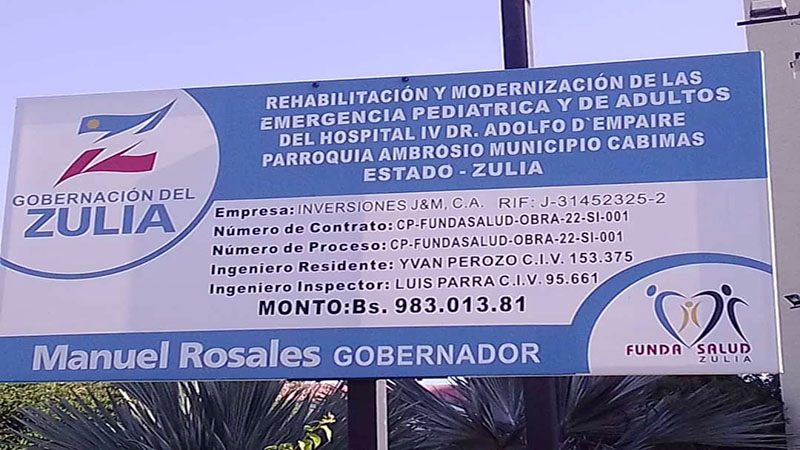 GOBERNACIÓN DEL
ZULIA
REHABILITACIÓN Y MODERNIZACIÓN DE LAS
EMERGENCIA PEDIATRICA Y DE ADULTOS
DEL HOSPITAL IV DR. ADOLFO D`EMPAIRE
PARROQUIA AMBROSIO MUNICIPIO CABIMAS
ESTADO - ZULIA
Empresa: INVERSIONES J&M, C.A. RIF: J-31452325-2
Número de Contrato: CP-FUNDASALUD-OBRA-22-SI-001
Número de Proceso: CP-FUNDASALUD-OBRA-22-SI-001
Ingeniero Residente: YVAN PEROZO C.I.V. 153.375
Ingeniero Inspector: LUIS PARRA C.I.V. 95.661
MONTO:Bs. 983.013.81
Manuel Rosales GOBERNADOR
FUNDA SALUD
ZULIA